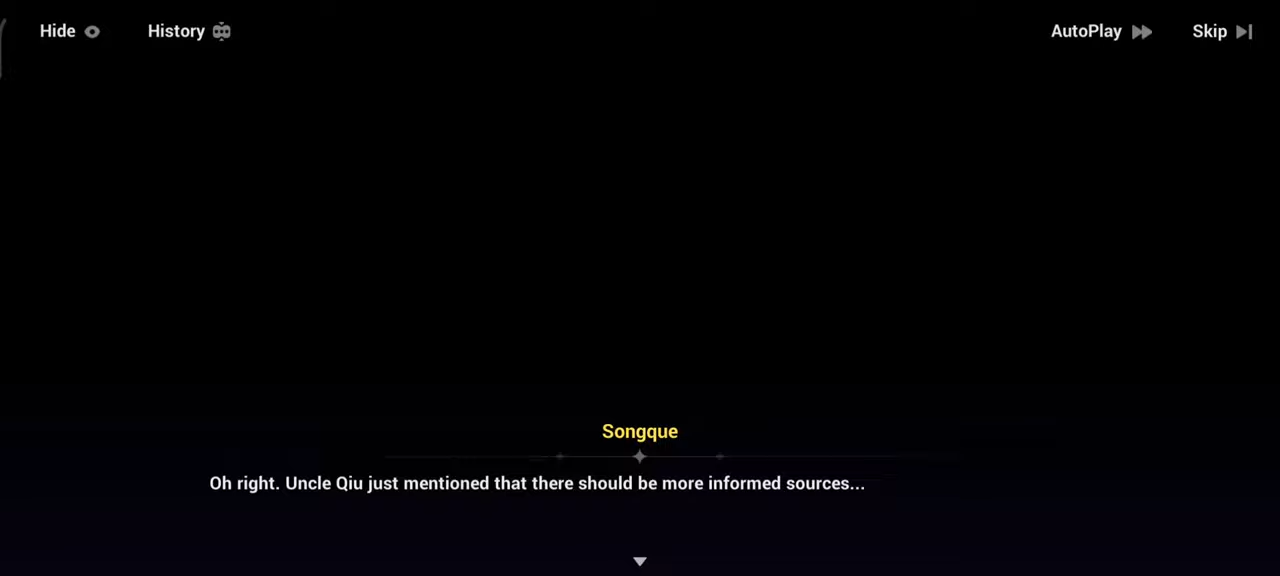 Hide
History
AutoPlay
Skip
Songque
Oh right. Uncle Qiu just mentioned that there should be more informed sources...